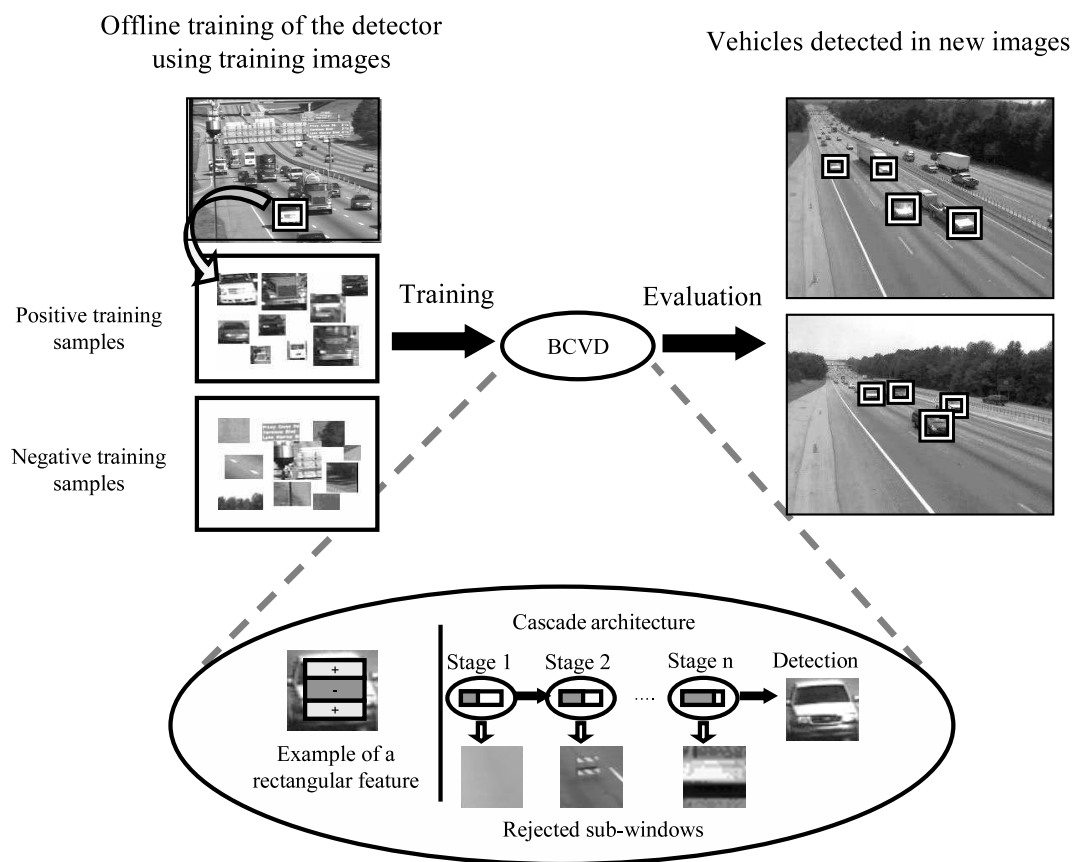 Offline training of the detector
using training images
Vehicles detected in new images
Positive training
samples
Training
BCVD
Evaluation
Negative training
samples
Cascade architecture
Stage 1
Stage 2
....
Stage n
Detection
+
-
+
Example of a
rectangular feature
Rejected sub-windows